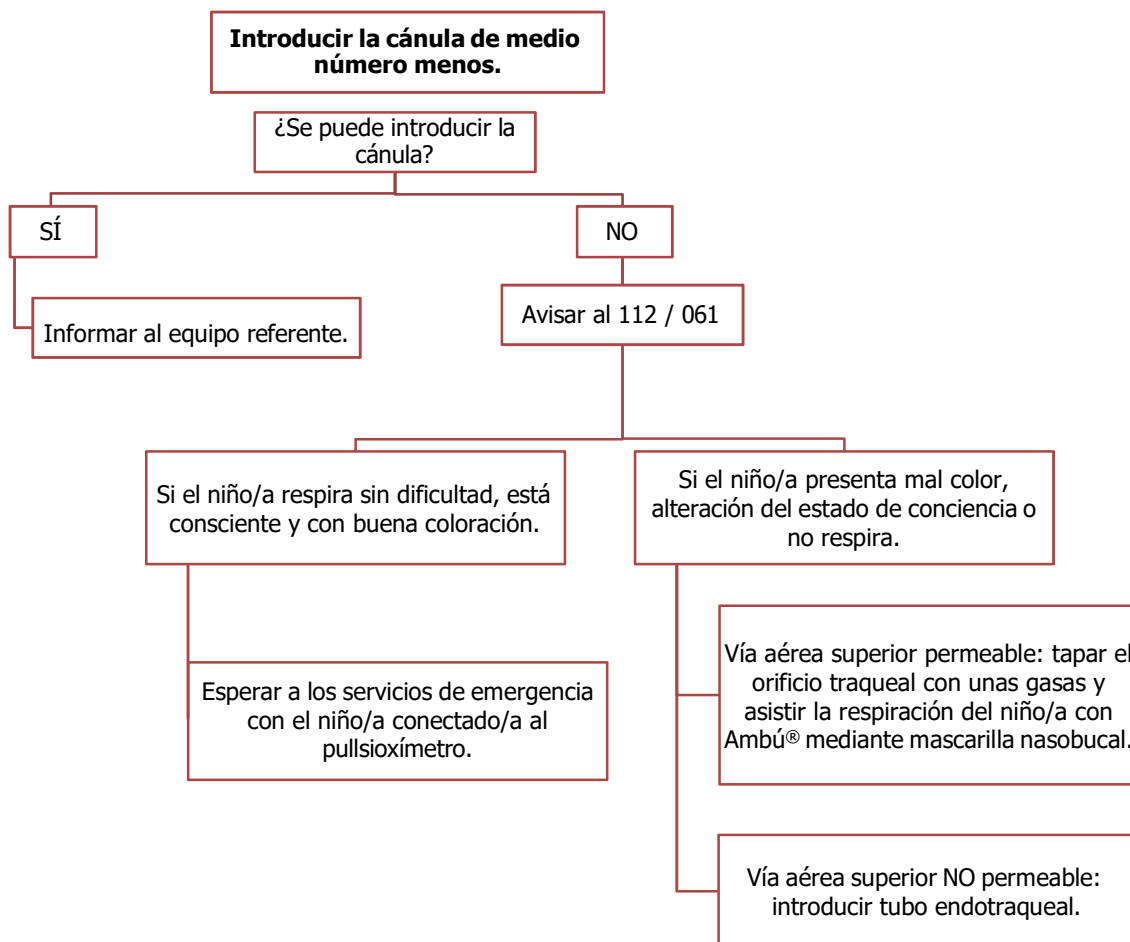 Introducir la cánula de medio
número menos.
¿Se puede introducir la
cánula?
SÍ
NO
Informar al equipo referente.
Avisar al 112 / 061
Si el niño/a respira sin dificultad, está
consciente y con buena coloración.
Si el niño/a presenta mal color,
alteración del estado de conciencia o
no respira.
Esperar a los servicios de emergencia
con el niño/a conectado/a al
pullsioxímetro.
Vía aérea superior permeable: tapar el
orificio traqueal con unas gasas y
asistir la respiración del niño/a con
Ambú® mediante mascarilla nasobucal.
Vía aérea superior NO permeable:
introducir tubo endotraqueal.